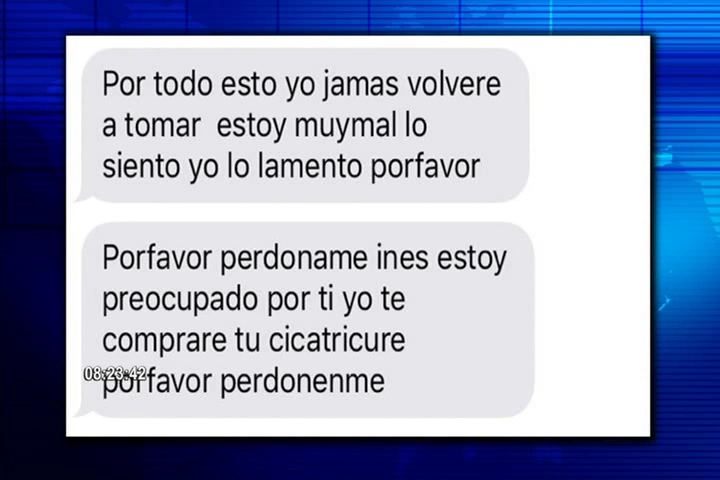 Por todo esto yo jamas volvere
a tomar  estoy muymal lo
siento yo lo lamento porfavor
Porfavor perdoname ines estoy
preocupado por ti yo te
comprare tu cicatricure
08:23:42
porfavor perdonenme